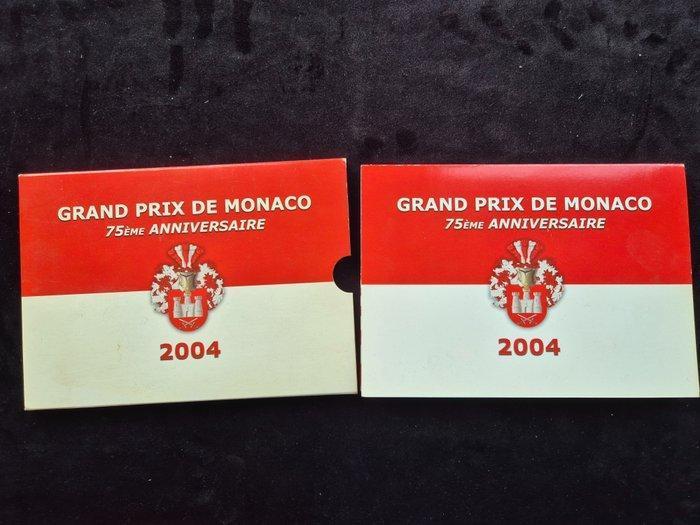 GRAND PRIX DE MONACO
75ÈME ANNIVERSAIRE
2004
GRAND PRIX DE MONACO
75ÈME ANNIVERSAIRE
2004